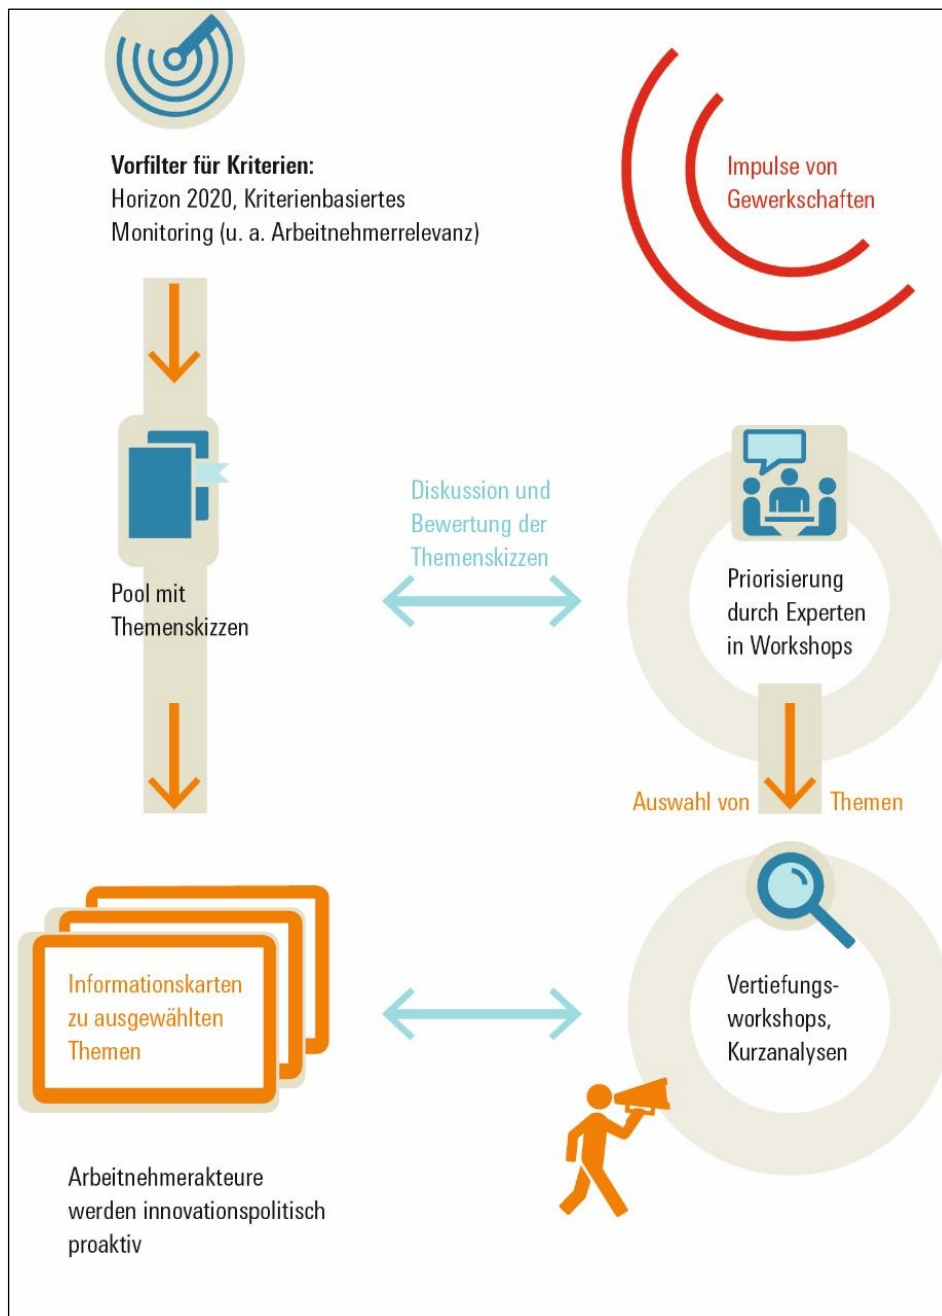 Vorfilter für Kriterien:
Horizon 2020, Kriterienbasiertes
Monitoring (u. a. Arbeitnehmerrelevanz)
Impulse von
Gewerkschaften
Pool mit
Themenskizzen
Diskussion und
Bewertung der
Themenskizzen
Priorisierung
durch Experten
in Workshops
Auswahl von Themen
Informationskarten
zu ausgewählten
Themen
Vertiefungs-
workshops,
Kurzanalysen
Arbeitnehmerakteure
werden innovationspolitisch
proaktiv